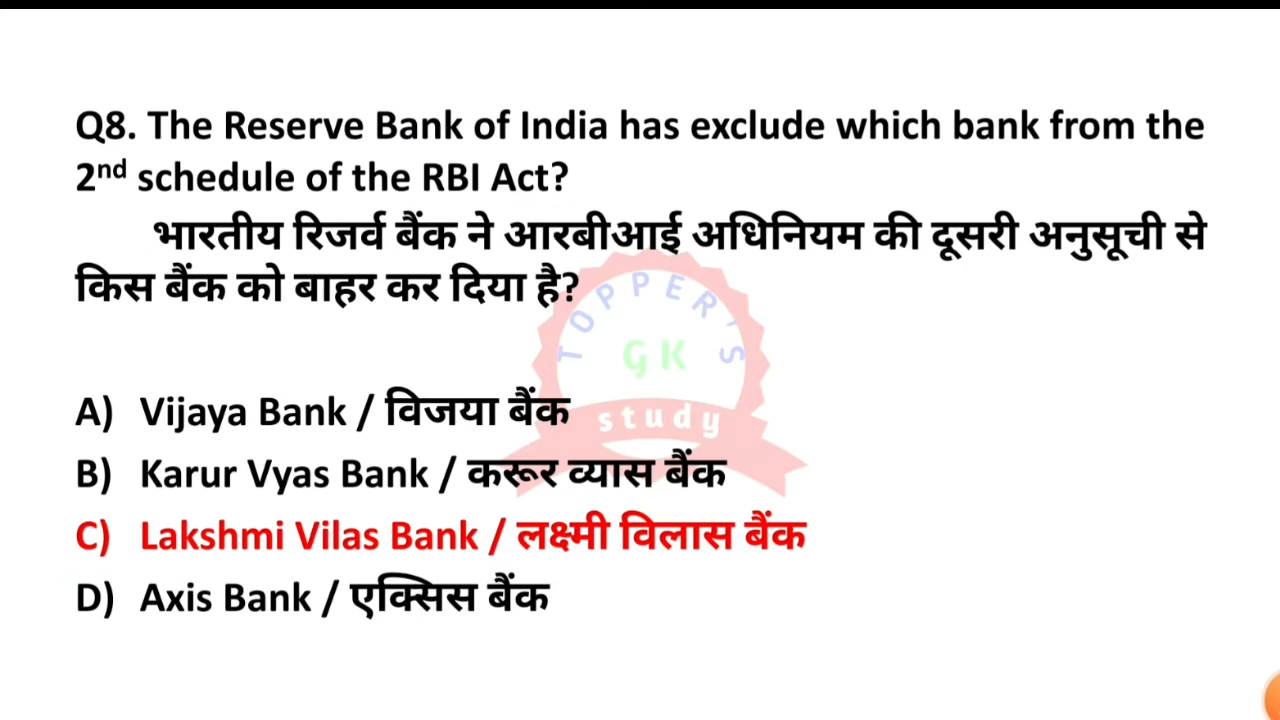 Q8. The Reserve Bank of India has exclude which bank from the
2nd schedule of the RBI Act?
भारतीय रिजर्व बैंक ने आरबीआई अधिनियम की दूसरी अनुसूची से
किस बैंक को बाहर कर दिया है?
TOPPER'S
GK
study
A) Vijaya Bank / विजया बैंक
B) Karur Vyas Bank / करूर व्यास बैंक
C) Lakshmi Vilas Bank / लक्ष्मी विलास बैंक
D) Axis Bank / एक्सिस बैंक